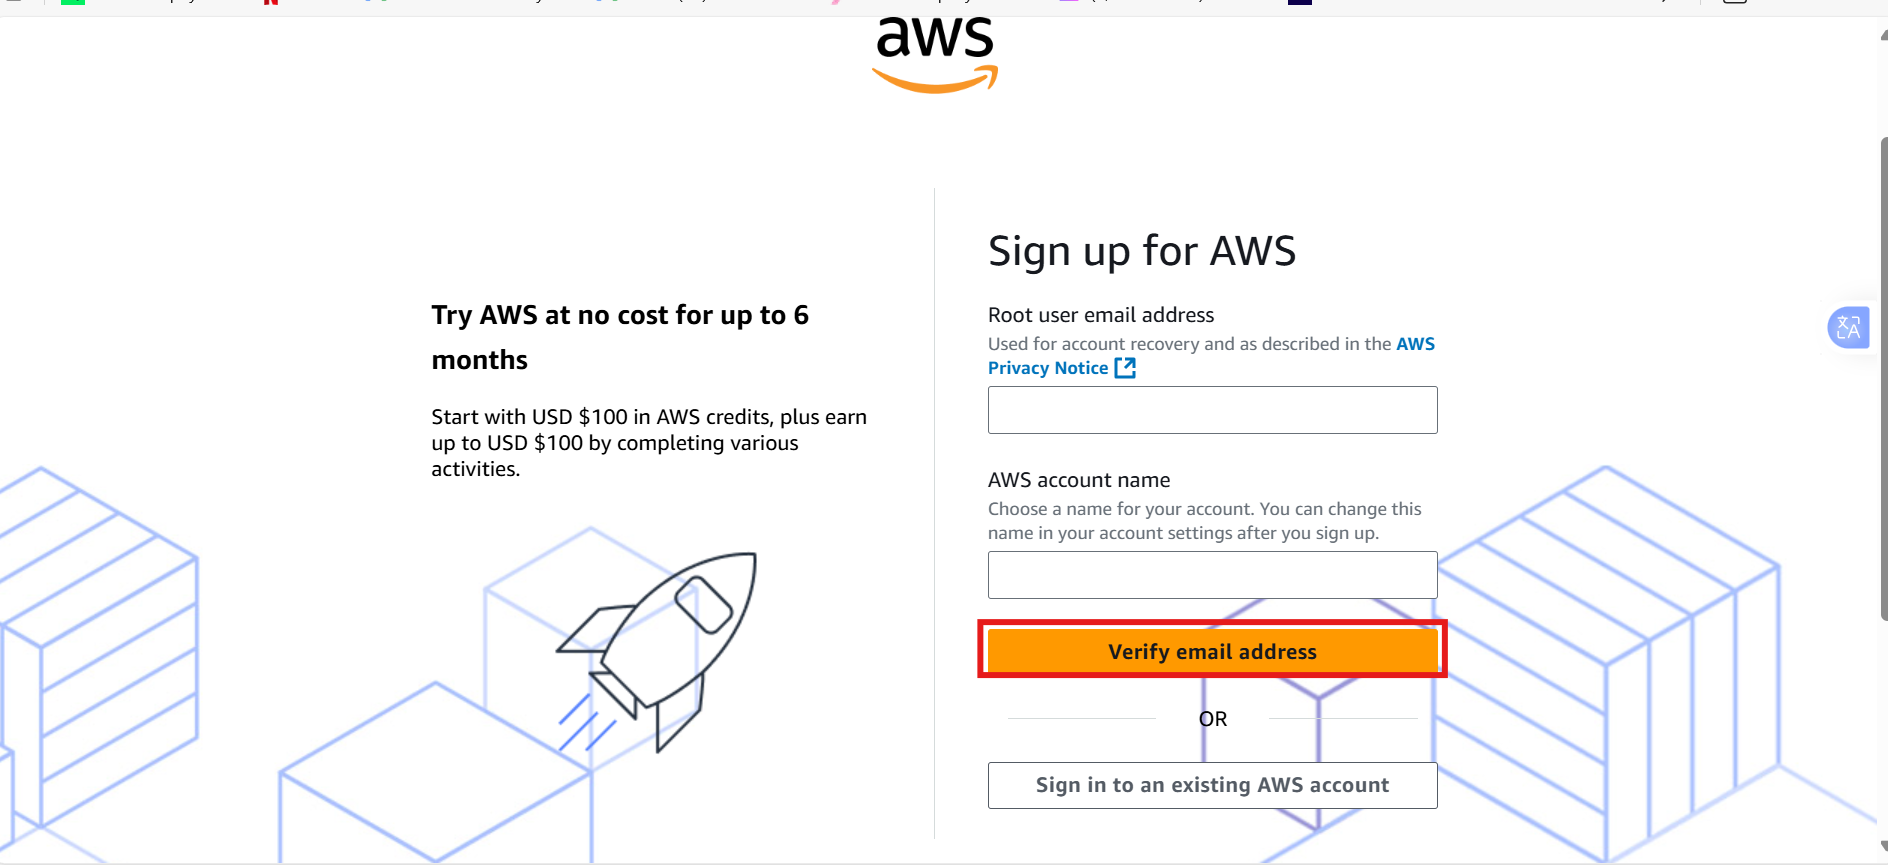 aws
Try AWS at no cost for up to 6
months
Start with USD $100 in AWS credits, plus earn
up to USD $100 by completing various
activities.
Sign up for AWS
Root user email address
Used for account recovery and as described in the AWS
Privacy Notice
AWS account name
Choose a name for your account. You can change this
name in your account settings after you sign up.
Verify email address
OR
Sign in to an existing AWS account
文A